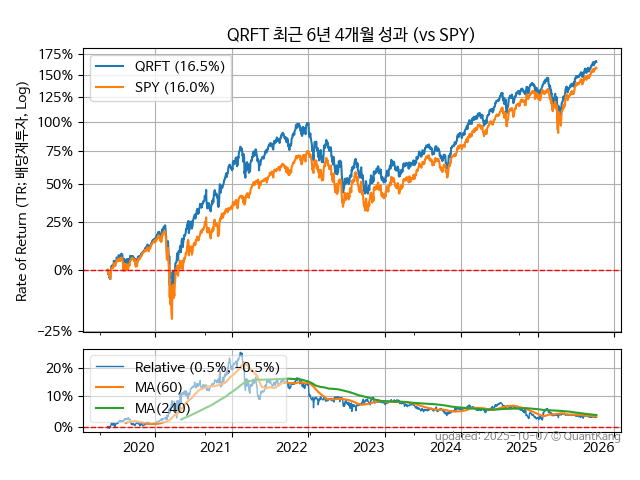 QRFT 최근 6년 4개월 성과 (vs SPY)
Rate of Return (TR: 배당재투자, Log)
175%
150%
125%
100%
75%
50%
25%
0%
−25%
QRFT (16.5%)
SPY (16.0%)
20%
10%
0%
Relative (0.5%, −0.5%)
MA(60)
MA(240)
2020 2021 2022 2023 2024 2025 2026
updated: 2025-10-07 © QuantKang